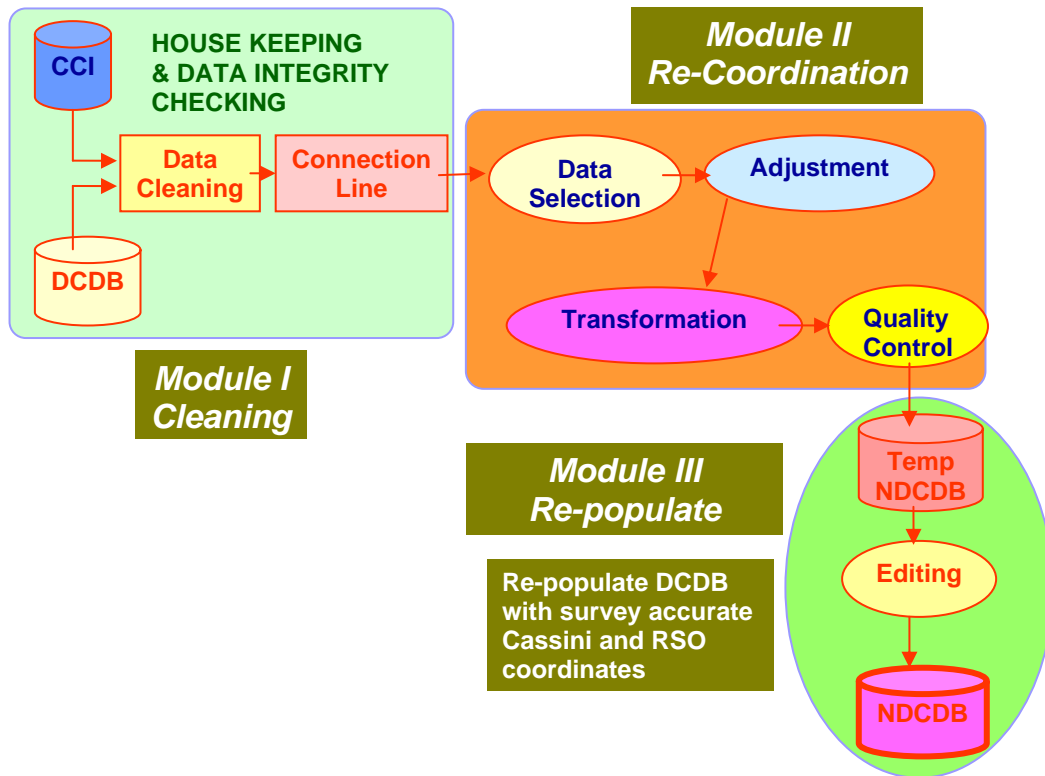 CCI
HOUSE KEEPING
& DATA INTEGRITY
CHECKING
Data
Cleaning
Connection
Line
DCDB
Module I
Cleaning
Module II
Re-Coordination
Data
Selection
Adjustment
Transformation
Quality
Control
Module III
Re-populate
Re-populate DCDB
with survey accurate
Cassini and RSO
coordinates
Temp
NDCDB
Editing
NDCDB